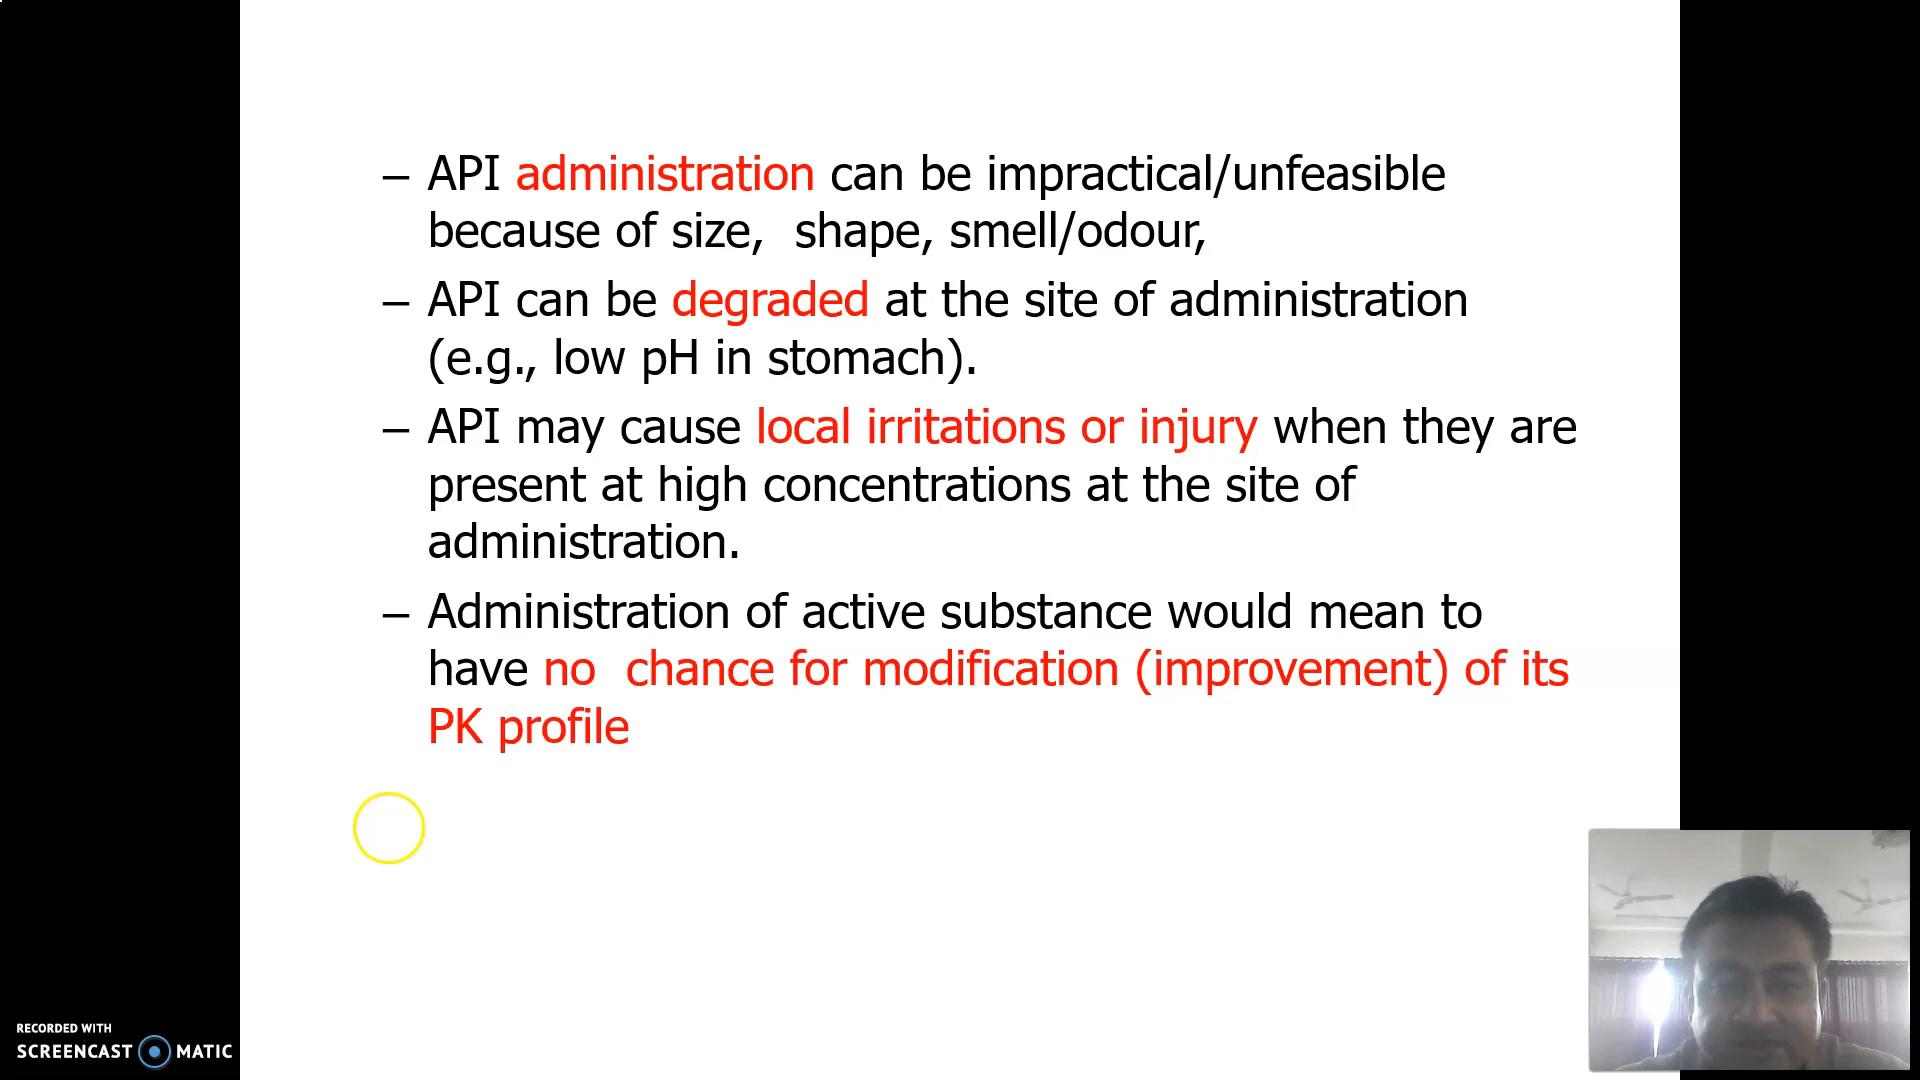 – API administration can be impractical/unfeasible
because of size,  shape, smell/odour,
– API can be degraded at the site of administration
(e.g., low pH in stomach).
– API may cause local irritations or injury when they are
present at high concentrations at the site of
administration.
– Administration of active substance would mean to
have no  chance for modification (improvement) of its
PK profile
RECORDED WITH
SCREENCAST MATIC